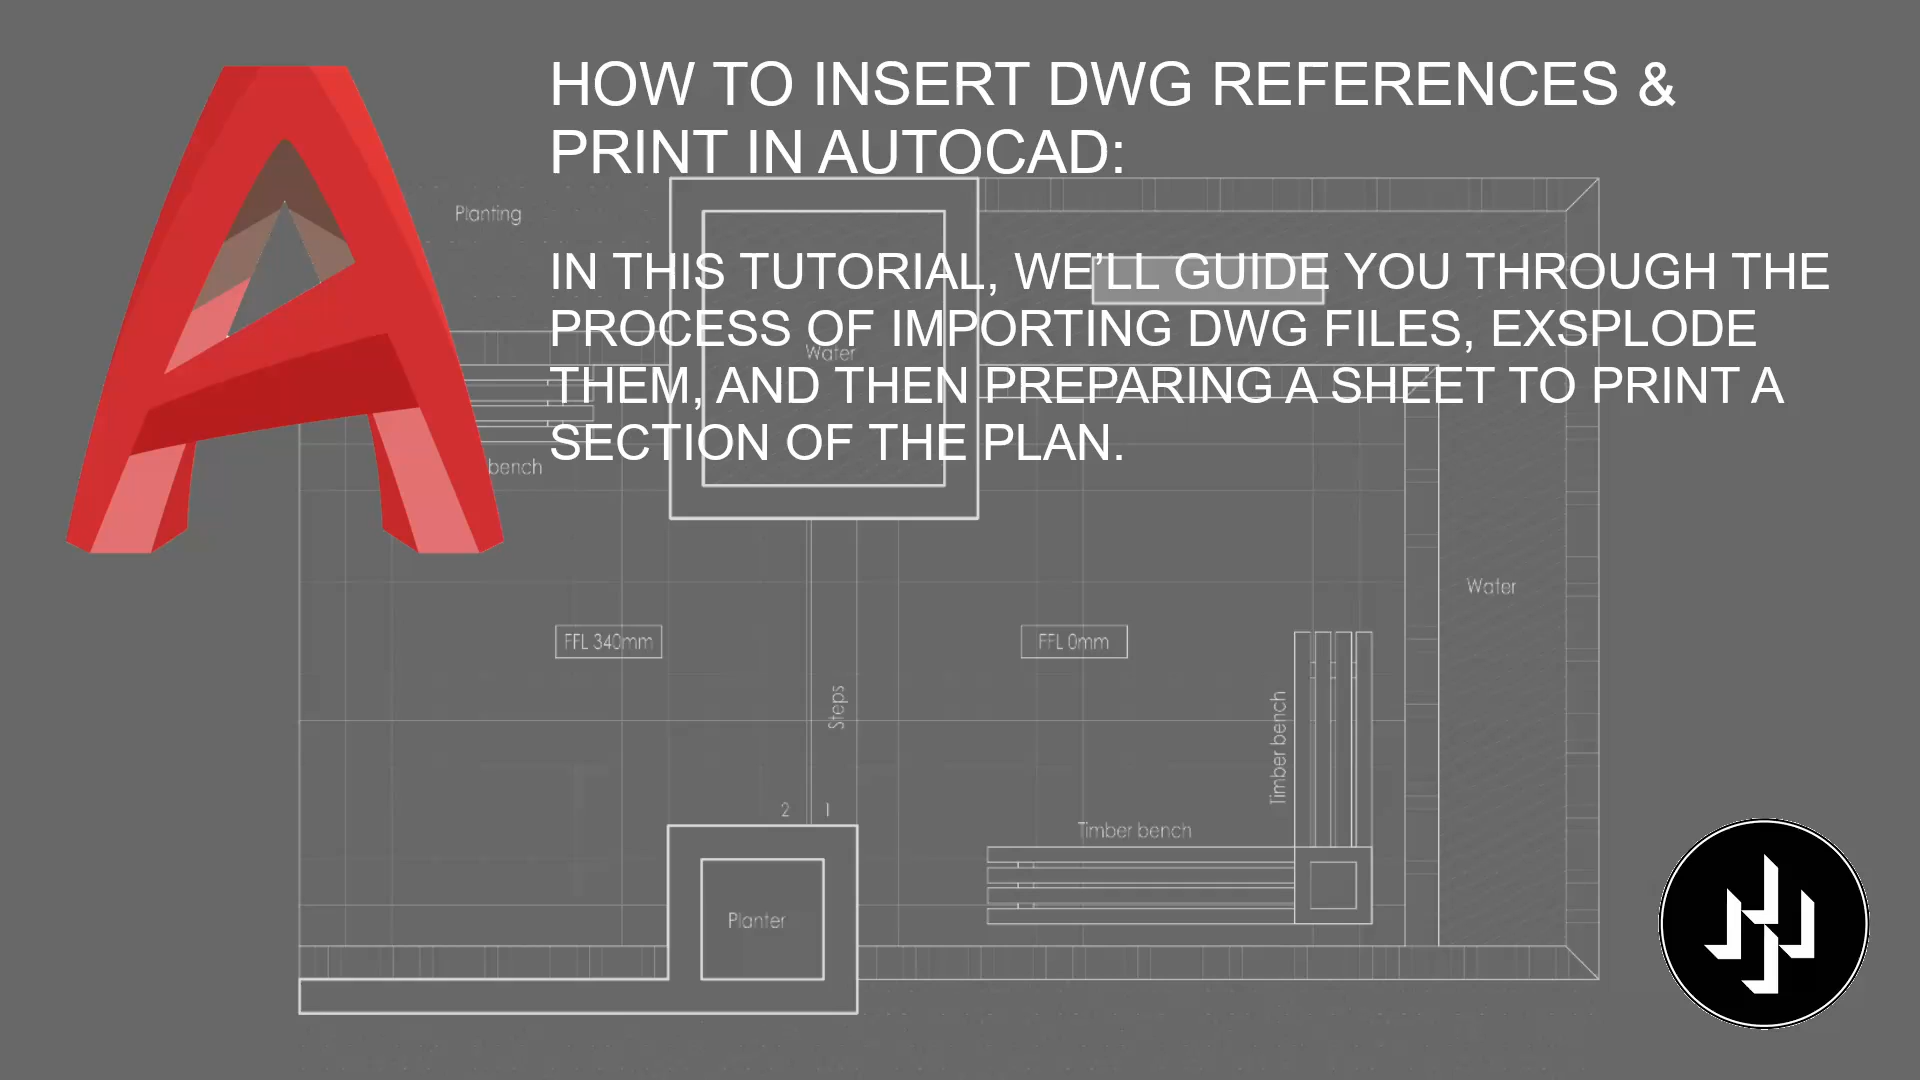 HOW TO INSERT DWG REFERENCES &
PRINT IN AUTOCAD:
Planting
IN THIS TUTORIAL, WE’LL GUIDE YOU THROUGH THE
PROCESS OF IMPORTING DWG FILES, EXSPLODE
Water
THEM, AND THEN PREPARING A SHEET TO PRINT A
SECTION OF THE PLAN.
bench
Water
FFL 340mm
FFL 0mm
Steps
Timber bench
2 1
Timber bench
Planter